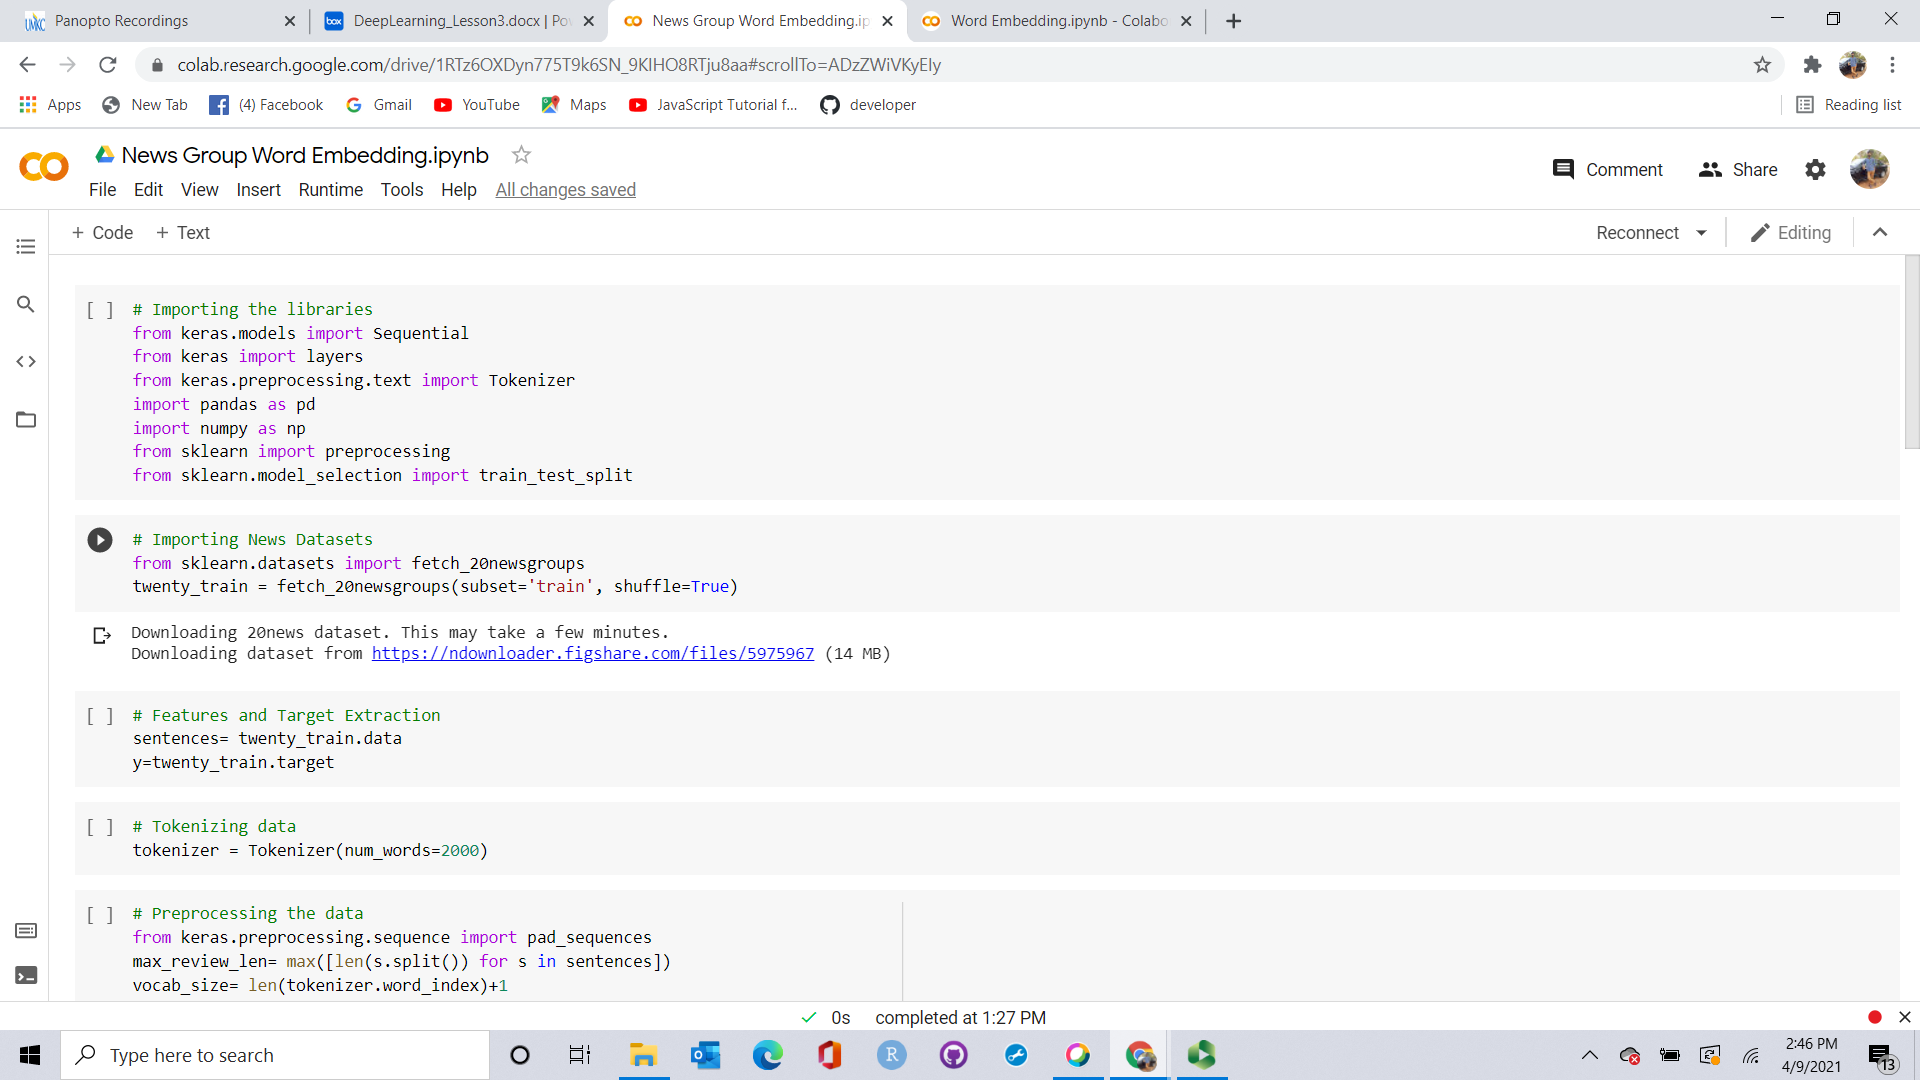 Panopto Recordings
DeepLearning_Lesson3.docx | Po
News Group Word Embedding.ip
Word Embedding.ipynb - Colabo
colab.research.google.com/drive/1RTz6OXDyn775T9k6SN_9KIHO8RTju8aa#scrollTo=ADzZWiVKyEIy
Apps
New Tab
(4) Facebook
Gmail
YouTube
Maps
JavaScript Tutorial f...
developer
Reading list
News Group Word Embedding.ipynb
Comment
Share
File Edit View Insert Runtime Tools Help All changes saved
+ Code + Text
Reconnect
Editing
[ ] # Importing the libraries
from keras.models import Sequential
from keras import layers
from keras.preprocessing.text import Tokenizer
import pandas as pd
import numpy as np
from sklearn import preprocessing
from sklearn.model_selection import train_test_split
# Importing News Datasets
from sklearn.datasets import fetch_20newsgroups
twenty_train = fetch_20newsgroups(subset='train', shuffle=True)
Downloading 20news dataset. This may take a few minutes.
Downloading dataset from https://ndownloader.figshare.com/files/5975967 (14 MB)
[ ] # Features and Target Extraction
sentences= twenty_train.data
y=twenty_train.target
[ ] # Tokenizing data
tokenizer = Tokenizer(num_words=2000)
[ ] # Preprocessing the data
from keras.preprocessing.sequence import pad_sequences
max_review_len= max([len(s.split()) for s in sentences])
vocab_size= len(tokenizer.word_index)+1
0s completed at 1:27 PM
Type here to search
2:46 PM
4/9/2021
13